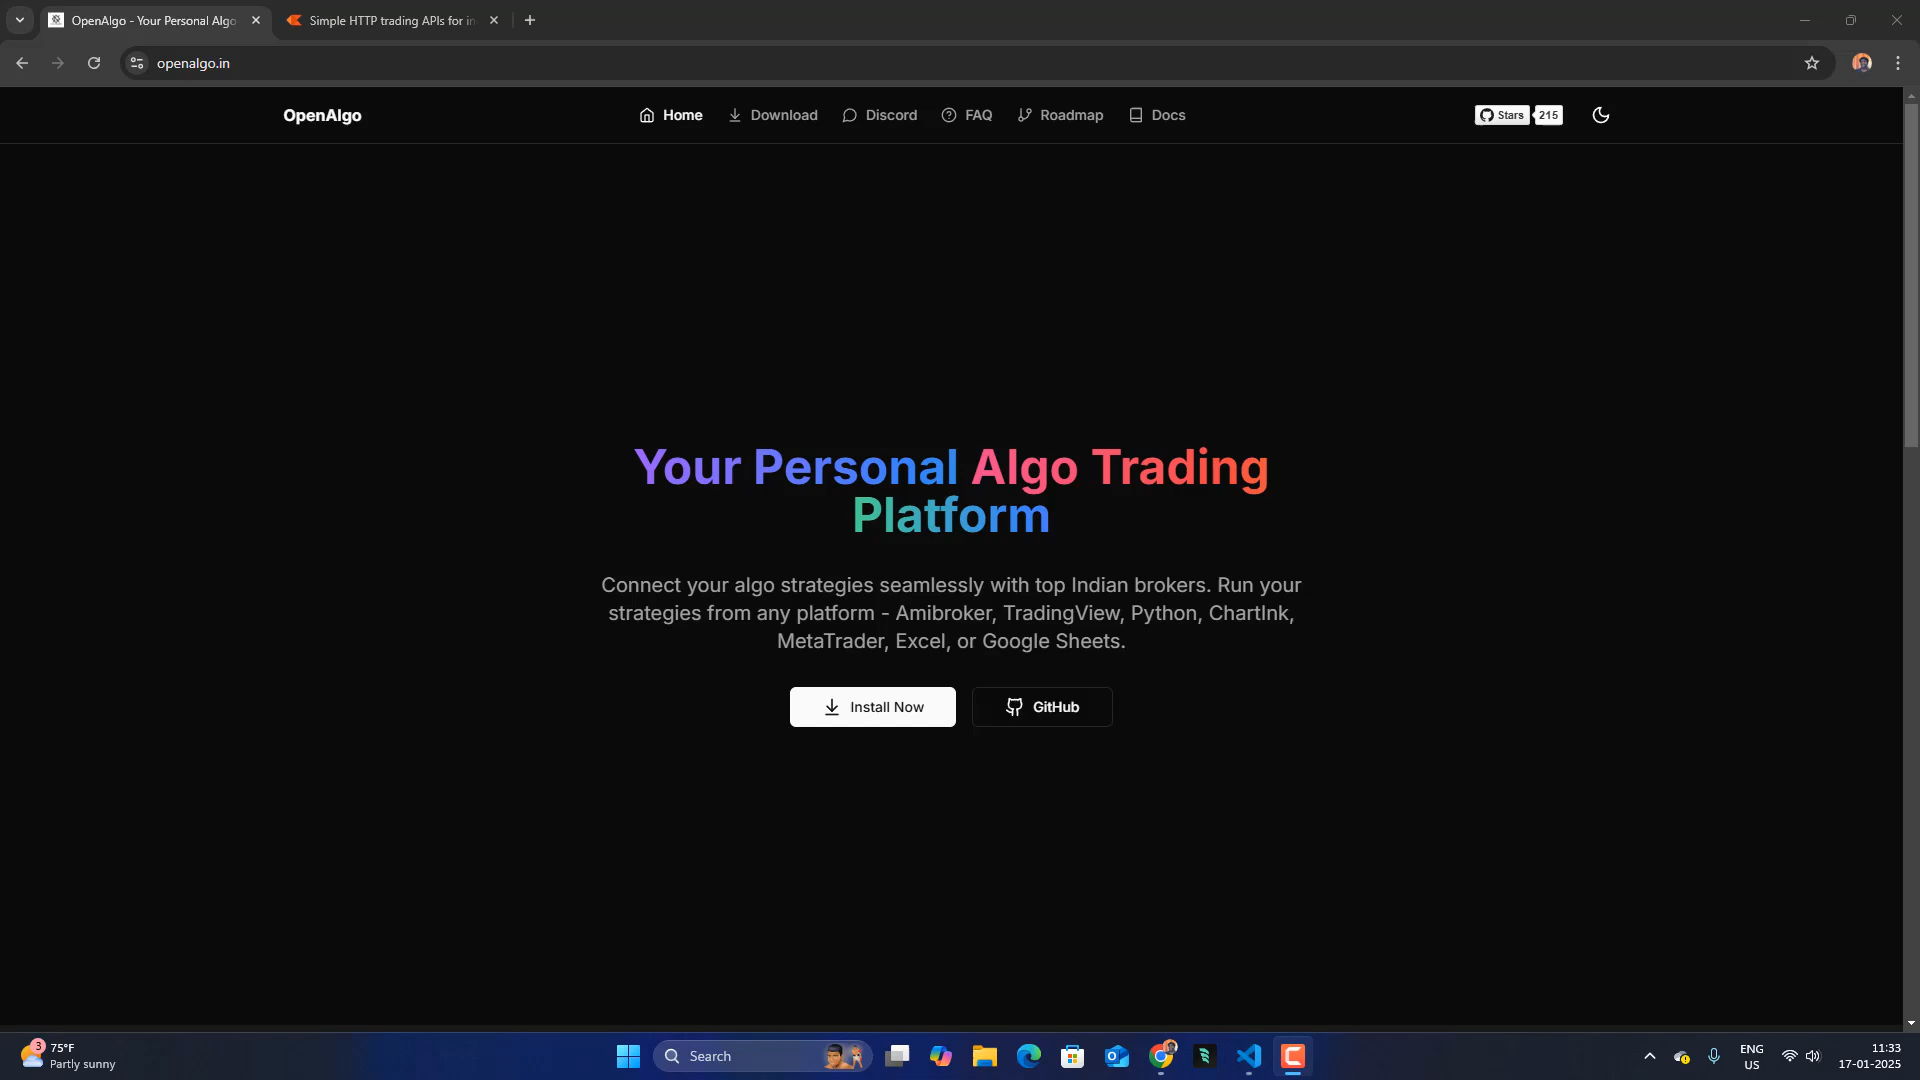 OpenAlgo - Your Personal Algo
Simple HTTP trading APIs for in
openalgo.in
OpenAlgo
Home
Download
Discord
FAQ
Roadmap
Docs
Stars
215
Your Personal Algo Trading
Platform
Connect your algo strategies seamlessly with top Indian brokers. Run your
strategies from any platform - Amibroker, TradingView, Python, ChartInk,
MetaTrader, Excel, or Google Sheets.
Install Now
GitHub
3
75°F
Partly sunny
Search
ENG
US
11:33
17-01-2025